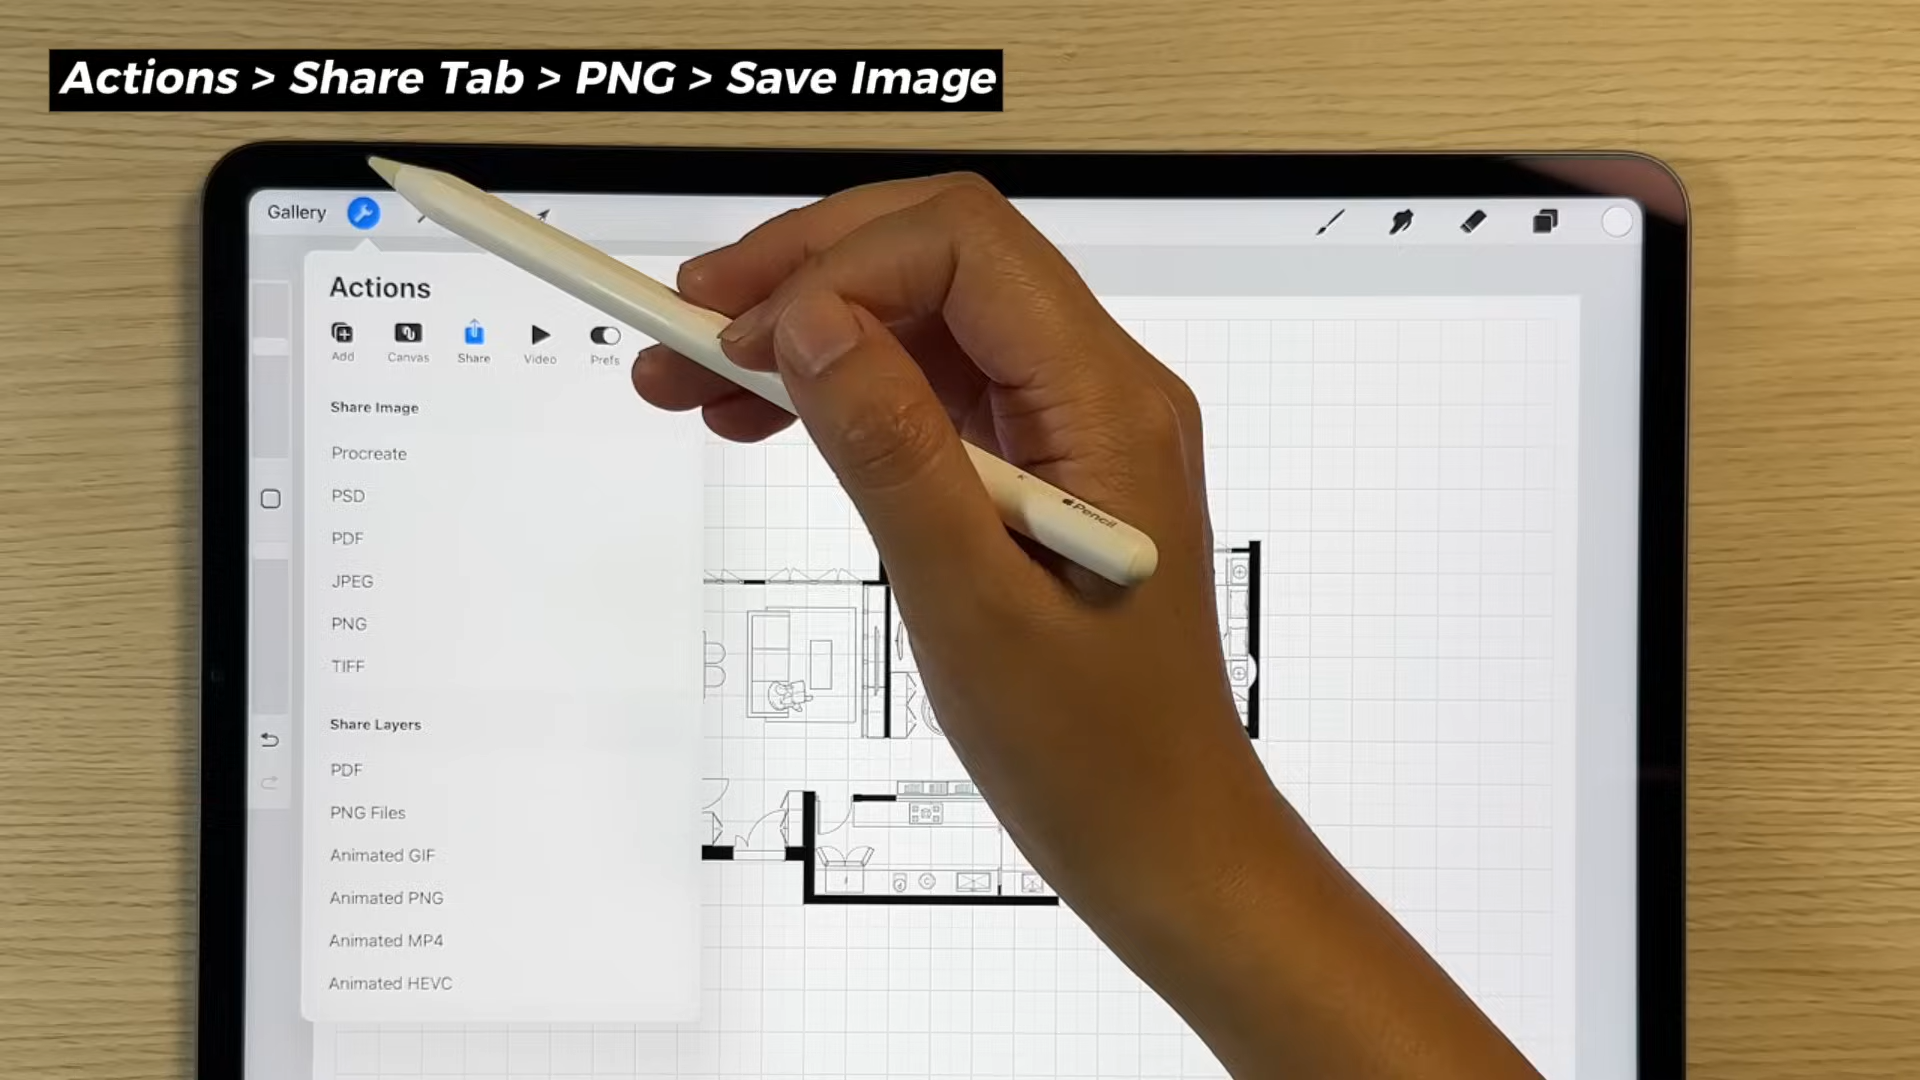 Actions > Share Tab > PNG > Save Image
Gallery
Actions
Add Canvas Share Video Prefs
Share Image
Procreate
PSD
PDF
JPEG
PNG
TIFF
Share Layers
PDF
PNG Files
Animated GIF
Animated PNG
Animated MP4
Animated HEVC
Pencil